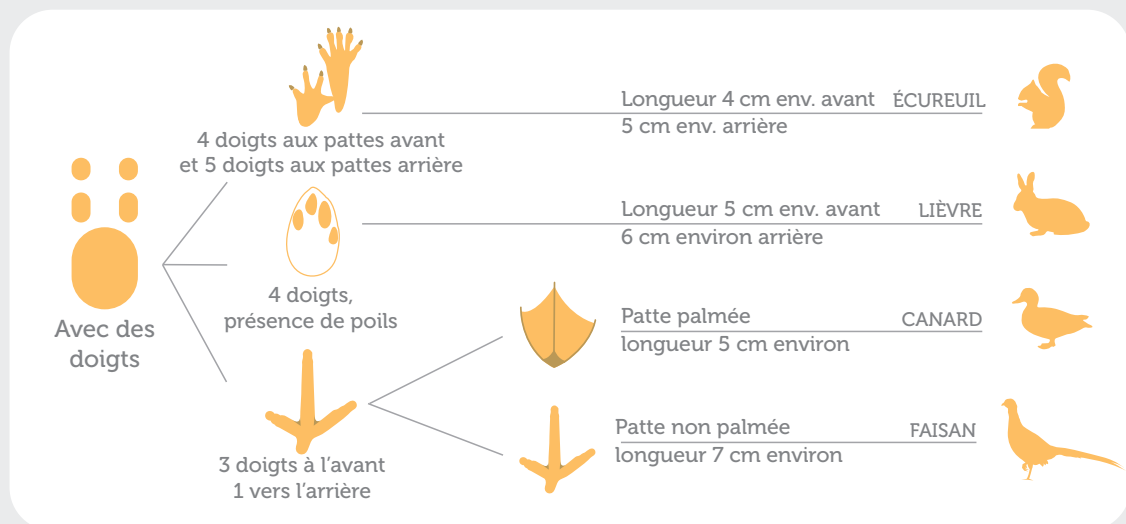 Longueur 4 cm env. avant ÉCUREUIL
5 cm env. arrière
4 doigts aux pattes avant
et 5 doigts aux pattes arrière
Longueur 5 cm env. avant LIÈVRE
6 cm environ arrière
4 doigts,
présence de poils
Avec des
doigts
Patte palmée CANARD
longueur 5 cm environ
Patte non palmée FAISAN
longueur 7 cm environ
3 doigts à l’avant
1 vers l’arrière